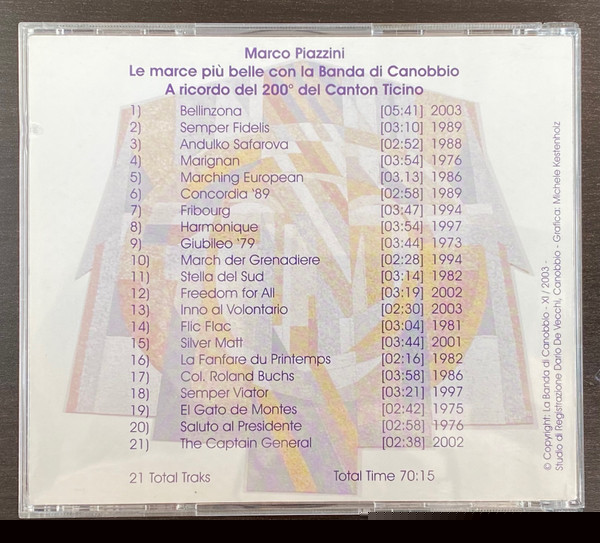 Marco Piazzini
Le marce più belle con la Banda di Canobbio
A ricordo del 200° del Canton Ticino
1) Bellinzona [05:41] 2003
2) Semper Fidelis [03:10] 1989
3) Andulko Safarova [02:52] 1988
4) Marignan [03:54] 1976
5) Marching European [03.13] 1986
6) Concordia '89 [02:58] 1989
7) Fribourg [03:47] 1994
8) Harmonique [03:54] 1997
9) Giubileo '79 [03:44] 1973
10) March der Grenadiere [02:28] 1994
11) Stella del Sud [03:14] 1982
12) Freedom for All [03:19] 2002
13) Inno al Volontario [02:30] 2003
14) Flic Flac [03:04] 1981
15) Silver Matt [03:44] 2001
16) La Fanfare du Printemps [02:16] 1982
17) Col. Roland Buchs [03:58] 1986
18) Semper Viator [03:21] 1997
19) El Gato de Montes [02:42] 1975
20) Saluto al Presidente [02:58] 1976
21) The Captain General [02:38] 2002
21 Total Traks Total Time 70:15
© Copyright: La Banda di Canobbio - XI / 2003 -
Studio di Registrazione Dario De Vecchi, Canobbio - Grafica: Michele Kestenholz